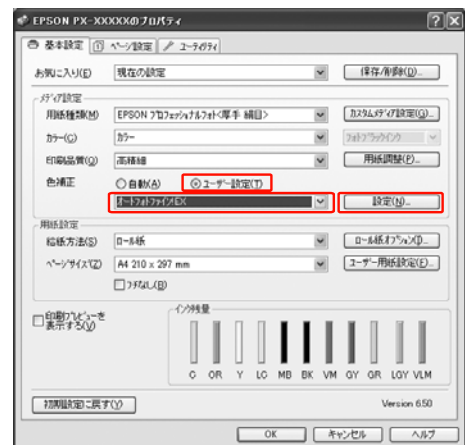 EPSON PX-XXXXXのプロパティ
基本設定 ページ設定 ユーティリティ
お気に入り(E) 現在の設定 保存/削除(D)...
メディア設定
用紙種類(M) EPSON プロフェッショナルフォト<厚手 絹目> カスタムメディア設定(G)...
カラー(C) カラー フォトブラックインク
印刷品質(Q) 高精細 用紙調整(P)...
色補正 自動(A) ユーザー設定(T)
オートフォトファイン!EX 設定(N)...
用紙設定
給紙方法(S) ロール紙 ロール紙オプション(I)...
ページサイズ(Z) A4 210 x 297 mm ユーザー用紙設定(F)...
フチなし(B)
印刷プレビューを
表示する(V)
インク残量
C OR Y LC MB BK VM GY GR LGY VLM
初期設定に戻す(Y) Version 6.50
OK キャンセル ヘルプ